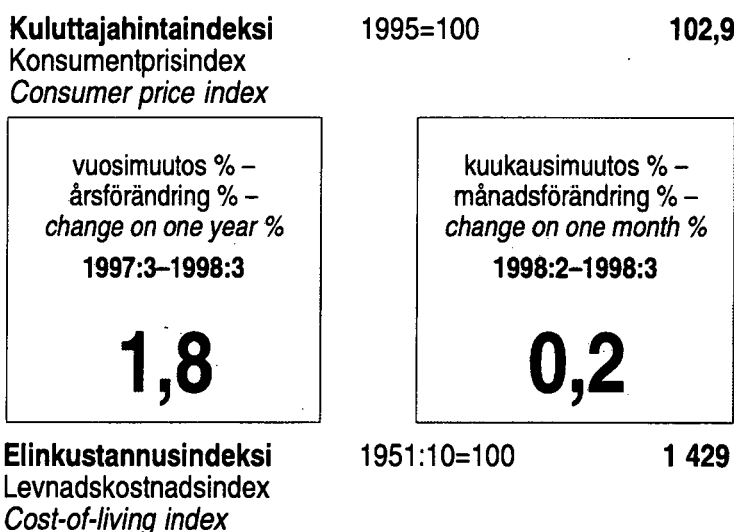 Kuluttajahintaindeksi 1995=100 102,9
Konsumentprisindex
Consumer price index
vuosimuutos % –
årsförändring % –
change on one year %
1997:3–1998:3
1,8
kuukausimuutos % –
månadsförändring % –
change on one month %
1998:2–1998:3
0,2
Elinkustannusindeksi 1951:10=100 1 429
Levnadskostnadsindex
Cost-of-living index